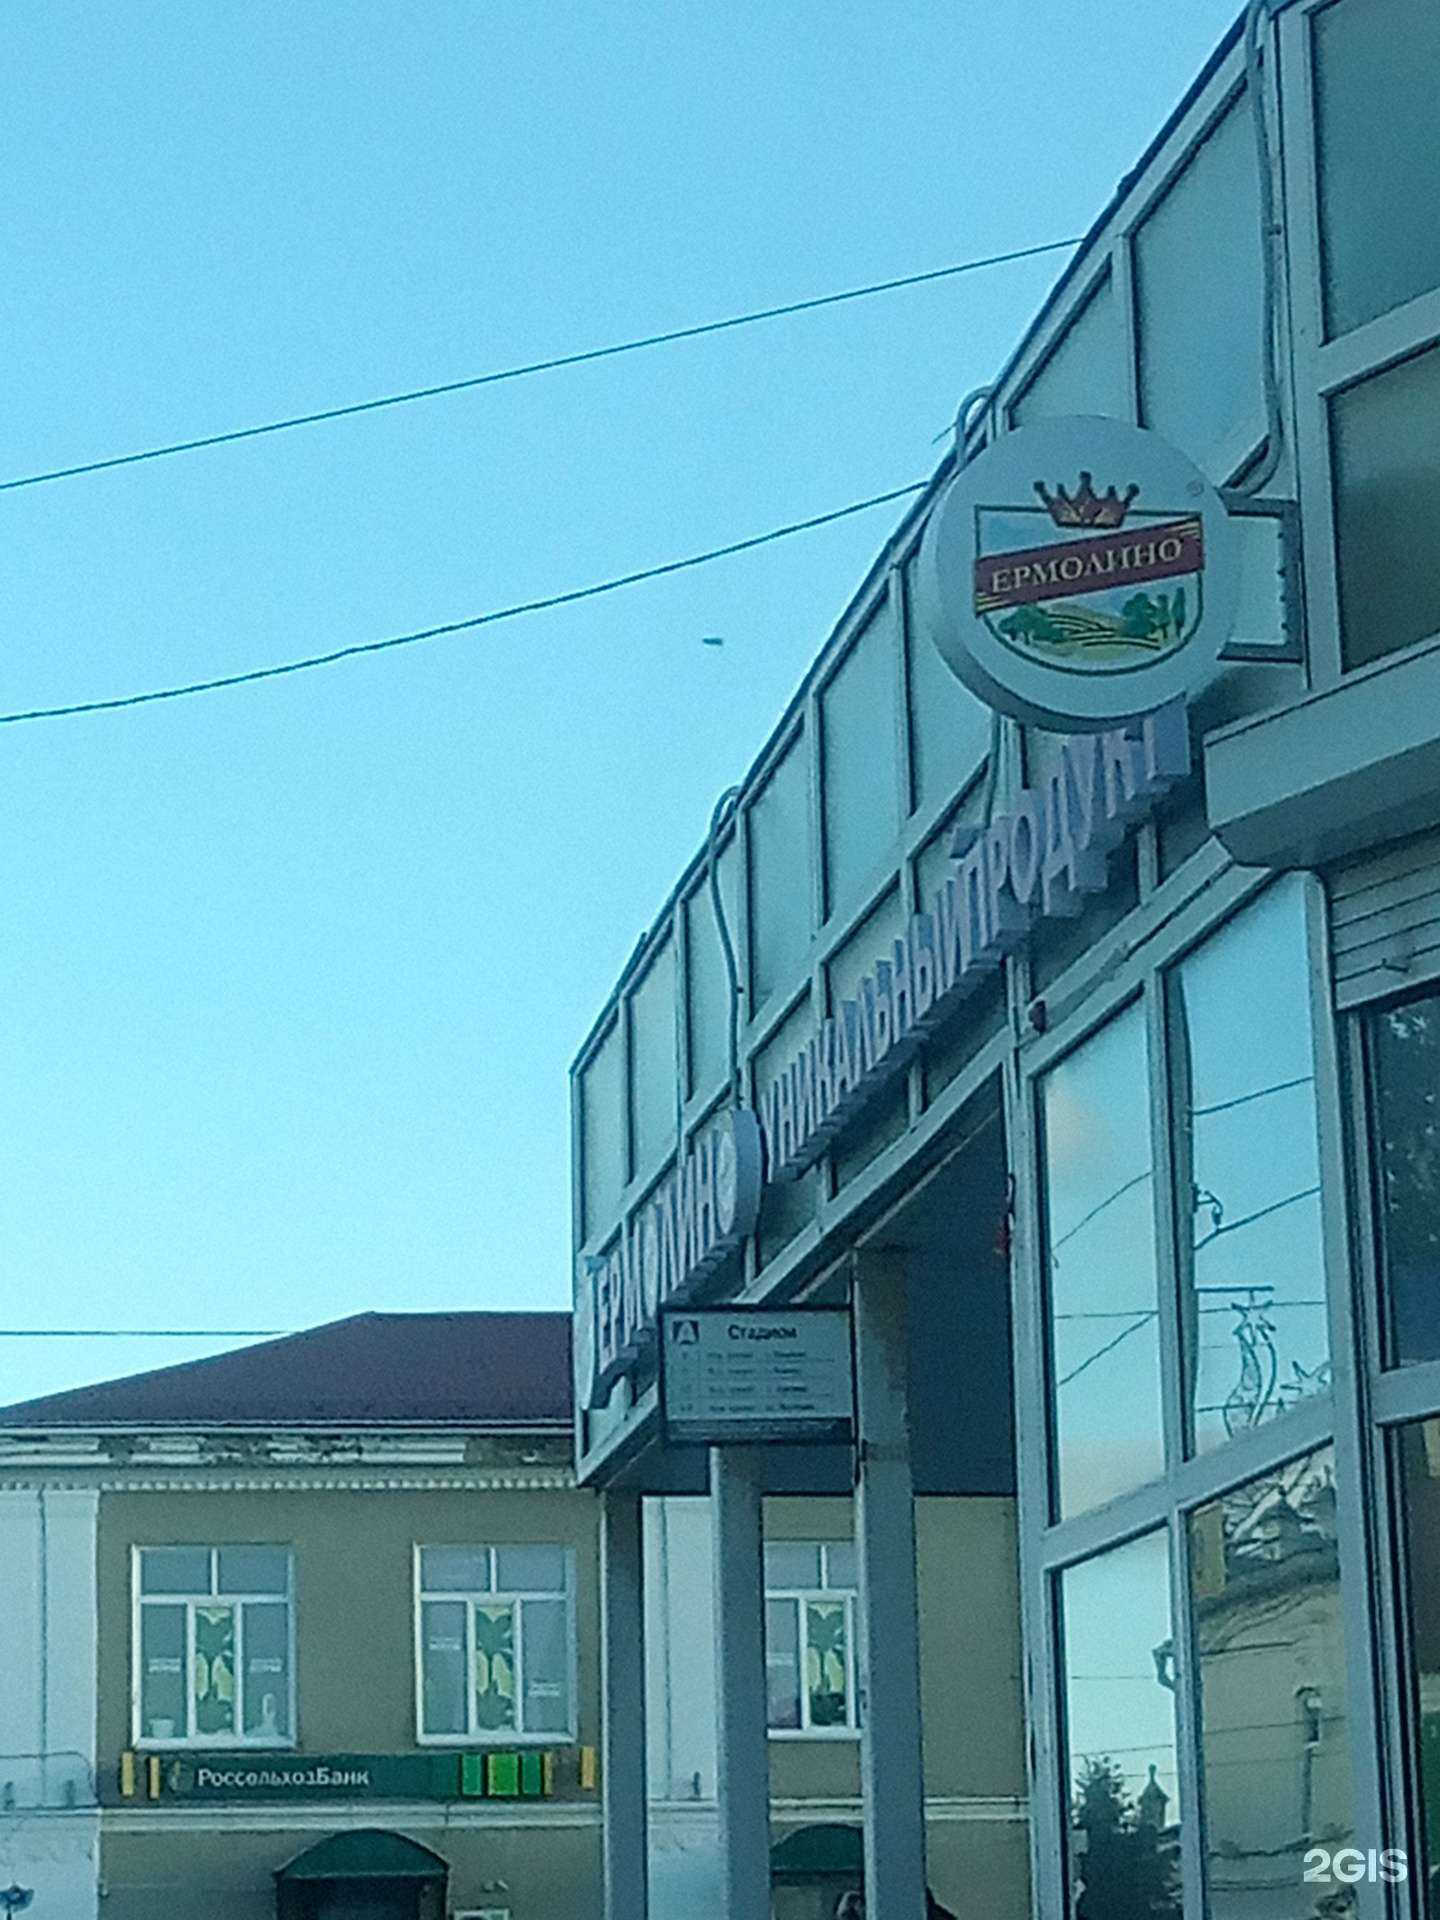 ЕРМОЛИНО
УНИКАЛЬНЫЙ ПРОДУКТ
ЕРМОЛИНО
А Стадион
РоссельхозБанк
2GIS